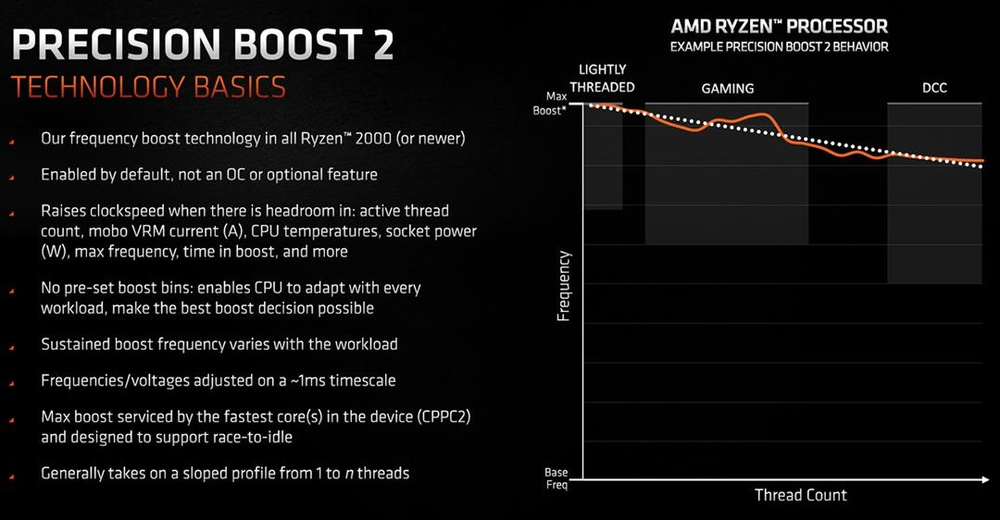 PRECISION BOOST 2
TECHNOLOGY BASICS
Our frequency boost technology in all Ryzen™ 2000 (or newer)
Enabled by default, not an OC or optional feature
Raises clockspeed when there is headroom in: active thread
count, mobo VRM current (A), CPU temperatures, socket power
(W), max frequency, time in boost, and more
No pre-set boost bins: enables CPU to adapt with every
workload, make the best boost decision possible
Sustained boost frequency varies with the workload
Frequencies/voltages adjusted on a ~1ms timescale
Max boost serviced by the fastest core(s) in the device (CPPC2)
and designed to support race-to-idle
Generally takes on a sloped profile from 1 to n threads
AMD RYZEN™ PROCESSOR
EXAMPLE PRECISION BOOST 2 BEHAVIOR
LIGHTLY
THREADED
GAMING
DCC
Max
Boost*
Frequency
Base
Freq
Thread Count